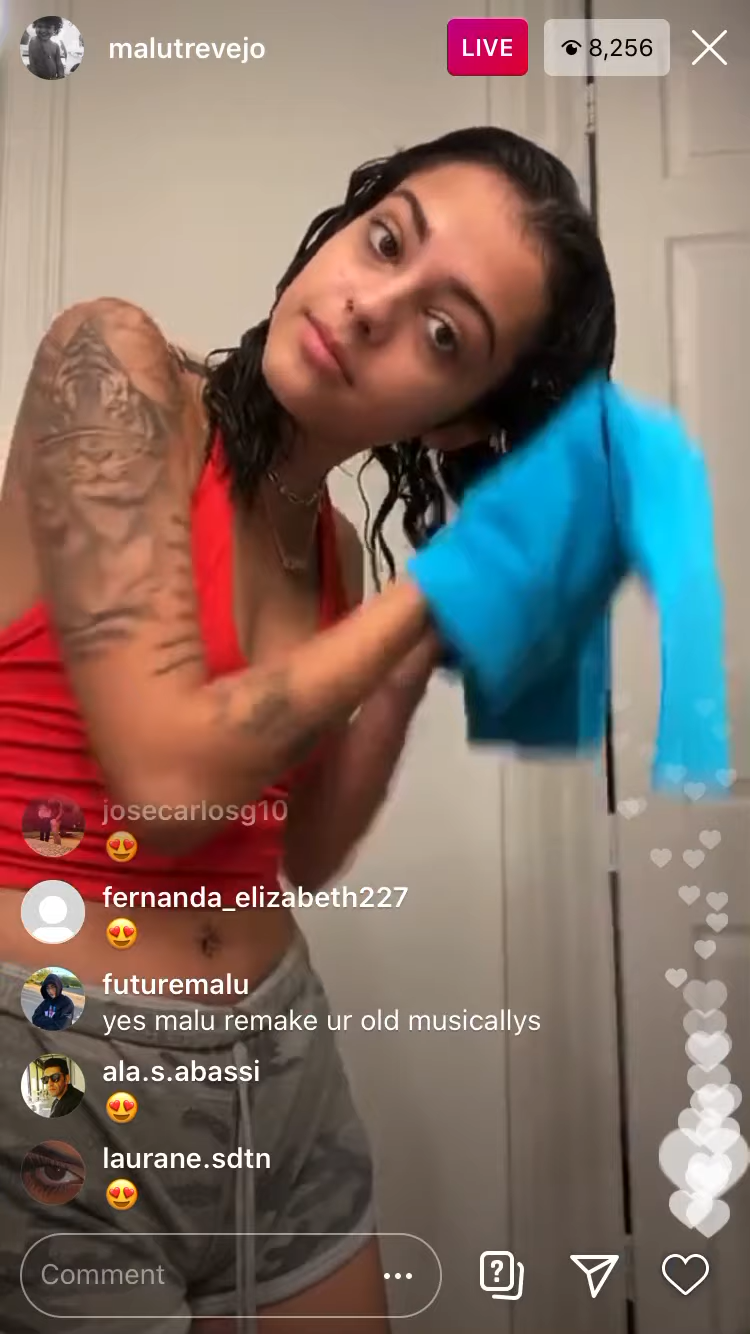 malutrevejo
LIVE
8,256
josecarlosg10
😍
fernanda_elizabeth227
😍
futuremalu
yes malu remake ur old musicallys
ala.s.abassi
😍
laurane.sdtn
😍
Comment